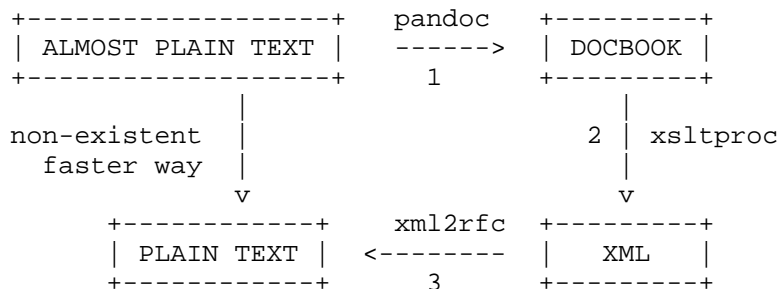 pandoc
ALMOST PLAIN TEXT ------> DOCBOOK
1
non-existent 2 xsltproc
faster way
v v
xml2rfc
PLAIN TEXT <-------- XML
3